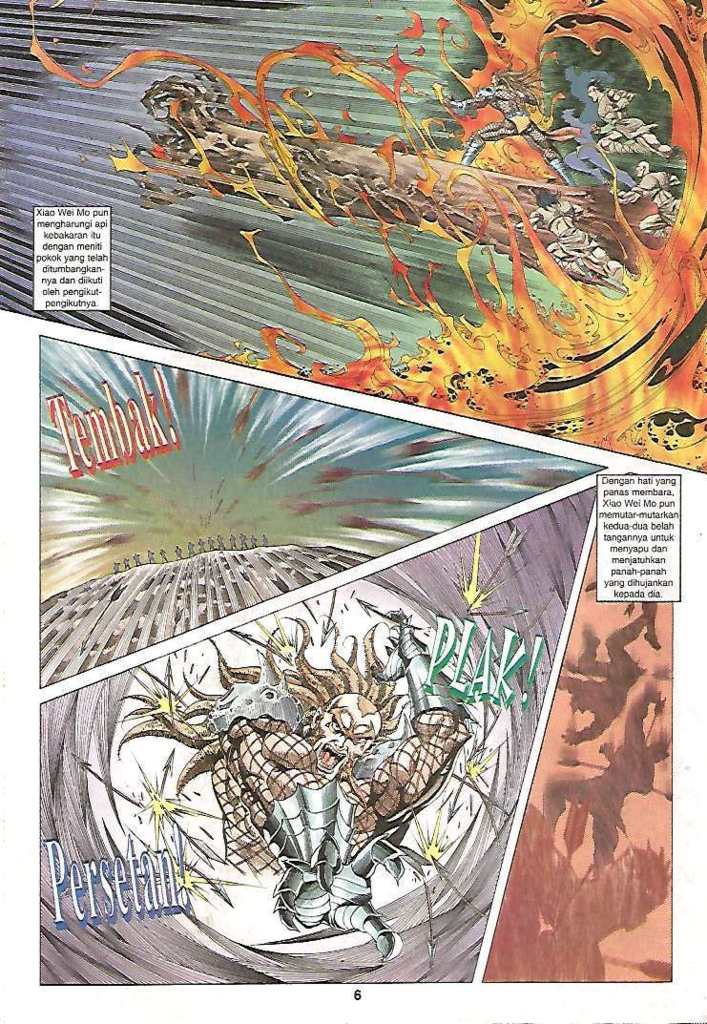 Xiao Wei Mo pun
mengharungi api
kebakaran itu
dengan meniti
pokok yang telah
ditumbangkan-
nya dan diikuti
oleh pengikut-
pengikutnya.
Tembak!
Dengan hati yang
panas membara,
Xiao Wei Mo pun
memutar-mutarkan
kedua-dua belah
tangannya untuk
menyapu dan
menjatuhkan
panah-panah
yang dihujankan
kepada dia.
PLAK!
Persetan!
6